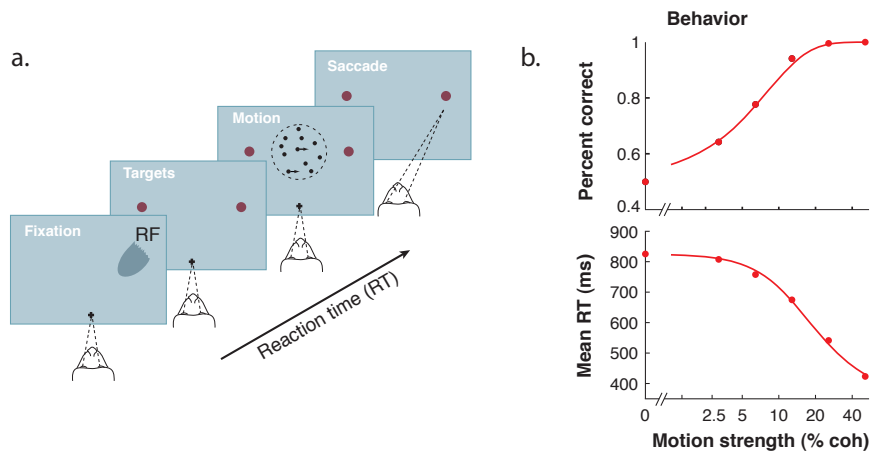 a.
Fixation
RF
Targets
Motion
Saccade
Reaction time (RT)
b.
Behavior
Percent correct
1
0.8
0.6
0.4
Mean RT (ms)
900
800
700
600
500
400
0 2.5 5 10 20 40
Motion strength (% coh)